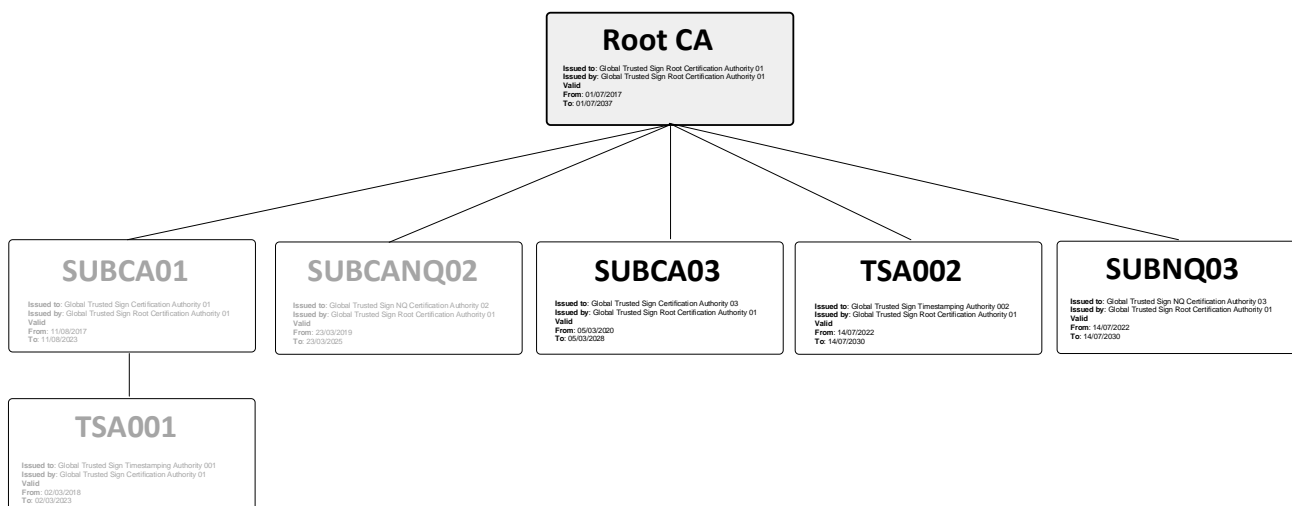 Root CA
Issued to: Global Trusted Sign Root Certification Authority 01
Issued by: Global Trusted Sign Root Certification Authority 01
Valid
From: 01/07/2017
To: 01/07/2037
SUBCA01
Issued to: Global Trusted Sign Certification Authority 01
Issued by: Global Trusted Sign Root Certification Authority 01
Valid
From: 11/08/2017
To: 11/08/2023
SUBCANQ02
Issued to: Global Trusted Sign NQ Certification Authority 02
Issued by: Global Trusted Sign Root Certification Authority 01
Valid
From: 23/03/2019
To: 23/03/2025
SUBCA03
Issued to: Global Trusted Sign Certification Authority 03
Issued by: Global Trusted Sign Root Certification Authority 01
Valid
From: 05/03/2020
To: 05/03/2028
TSA002
Issued to: Global Trusted Sign Timestamping Authority 002
Issued by: Global Trusted Sign Root Certification Authority 01
Valid
From: 14/07/2022
To: 14/07/2030
SUBNQ03
Issued to: Global Trusted Sign NQ Certification Authority 03
Issued by: Global Trusted Sign Root Certification Authority 01
Valid
From: 14/07/2022
To: 14/07/2030
TSA001
Issued to: Global Trusted Sign Timestamping Authority 001
Issued by: Global Trusted Sign Certification Authority 01
Valid
From: 02/03/2018
To: 02/03/2023